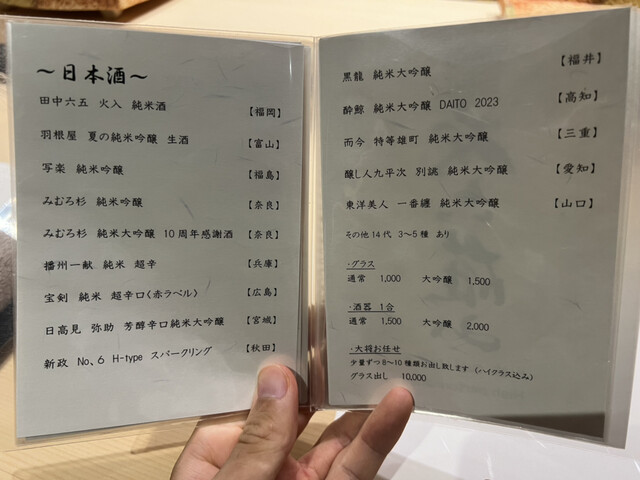 ～日本酒～
田中六五 火入 純米酒 【福岡】
羽根屋 夏の純米吟醸 生酒 【富山】
写楽 純米吟醸 【福島】
みむろ杉 純米吟醸 【奈良】
みむろ杉 純米大吟醸 10周年感謝酒 【奈良】
播州一献 純米 超辛 【兵庫】
宝剣 純米 超辛口＜赤ラベル＞ 【広島】
日高見 弥助 芳醇辛口純米大吟醸 【宮城】
新政 No、6 H-type スパークリング 【秋田】
黒龍 純米大吟醸 【福井】
酔鯨 純米大吟醸 DAITO 2023 【高知】
而今 特等雄町 純米大吟醸 【三重】
醸し人九平次 別誂 純米大吟醸 【愛知】
東洋美人 一番纏 純米大吟醸 【山口】
その他14代 3～5種 あり
・グラス
通常 1,000 大吟醸 1,500
・酒器 1合
通常 1,500 大吟醸 2,000
・大将お任せ
少量ずつ8～10種類お出し致します（ハイクラス込み）
グラス出し 10,000